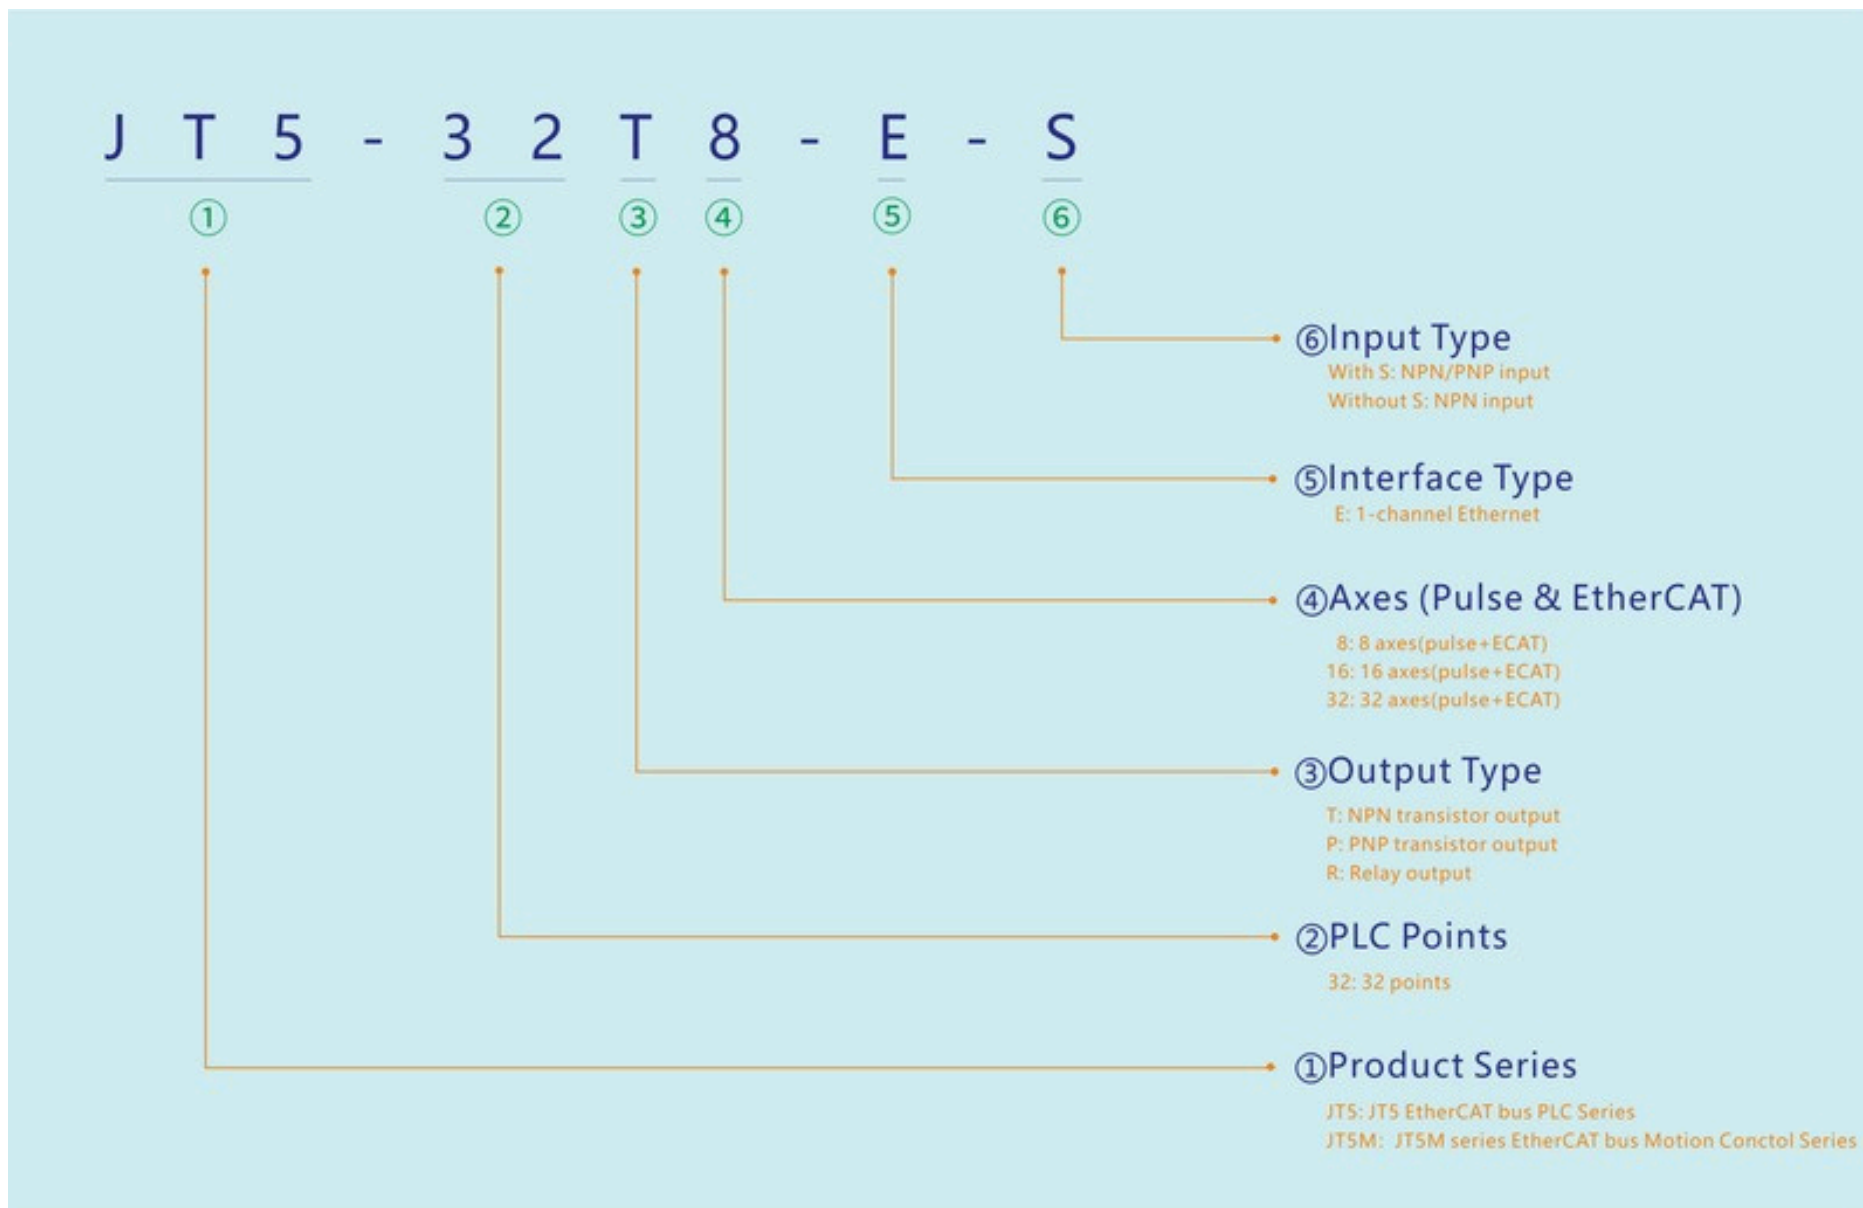 JT5-32T8-E-S
① ② ③ ④ ⑤ ⑥
⑥Input Type
With S: NPN/PNP input
Without S: NPN input
⑤Interface Type
E: 1-channel Ethernet
④Axes (Pulse & EtherCAT)
8: 8 axes(pulse+ECAT)
16: 16 axes(pulse+ECAT)
32: 32 axes(pulse+ECAT)
③Output Type
T: NPN transistor output
P: PNP transistor output
R: Relay output
②PLC Points
32: 32 points
①Product Series
JT5: JT5 EtherCAT bus PLC Series
JT5M: JT5M series EtherCAT bus Motion Conctol Series